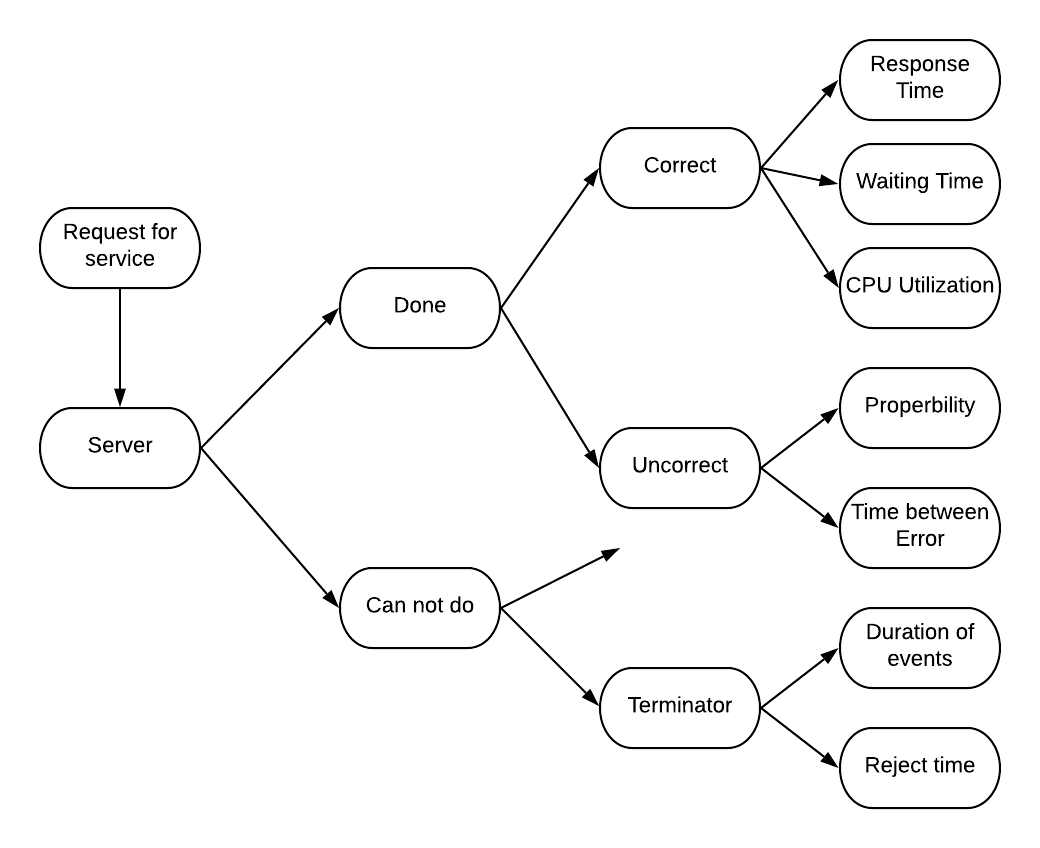 Response
Time
Correct
Waiting Time
Request for
service
CPU Utilization
Done
Properbility
Server
Uncorrect
Time between
Error
Can not do
Duration of
events
Terminator
Reject time